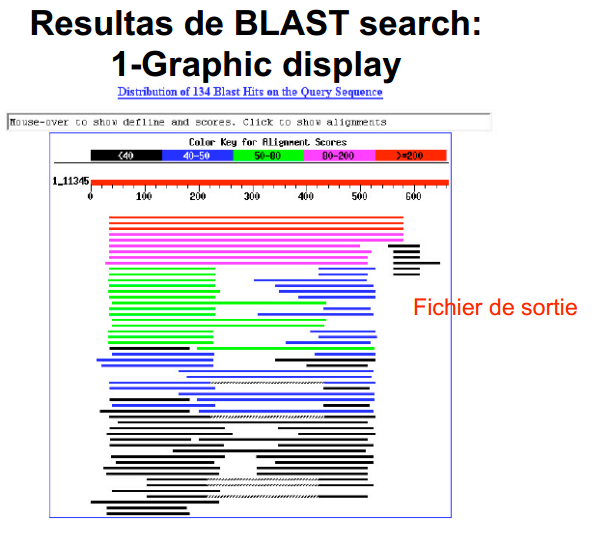 Resultas de BLAST search:
1-Graphic display
Distribution of 134 Blast Hits on the Query Sequence
Mouse-over to show defline and scores. Click to show alignments
Color Key for Alignment Scores
<40 40-50 50-80 80-200 >=200
1_11345
0 100 200 300 400 500 600
Fichier de sortie